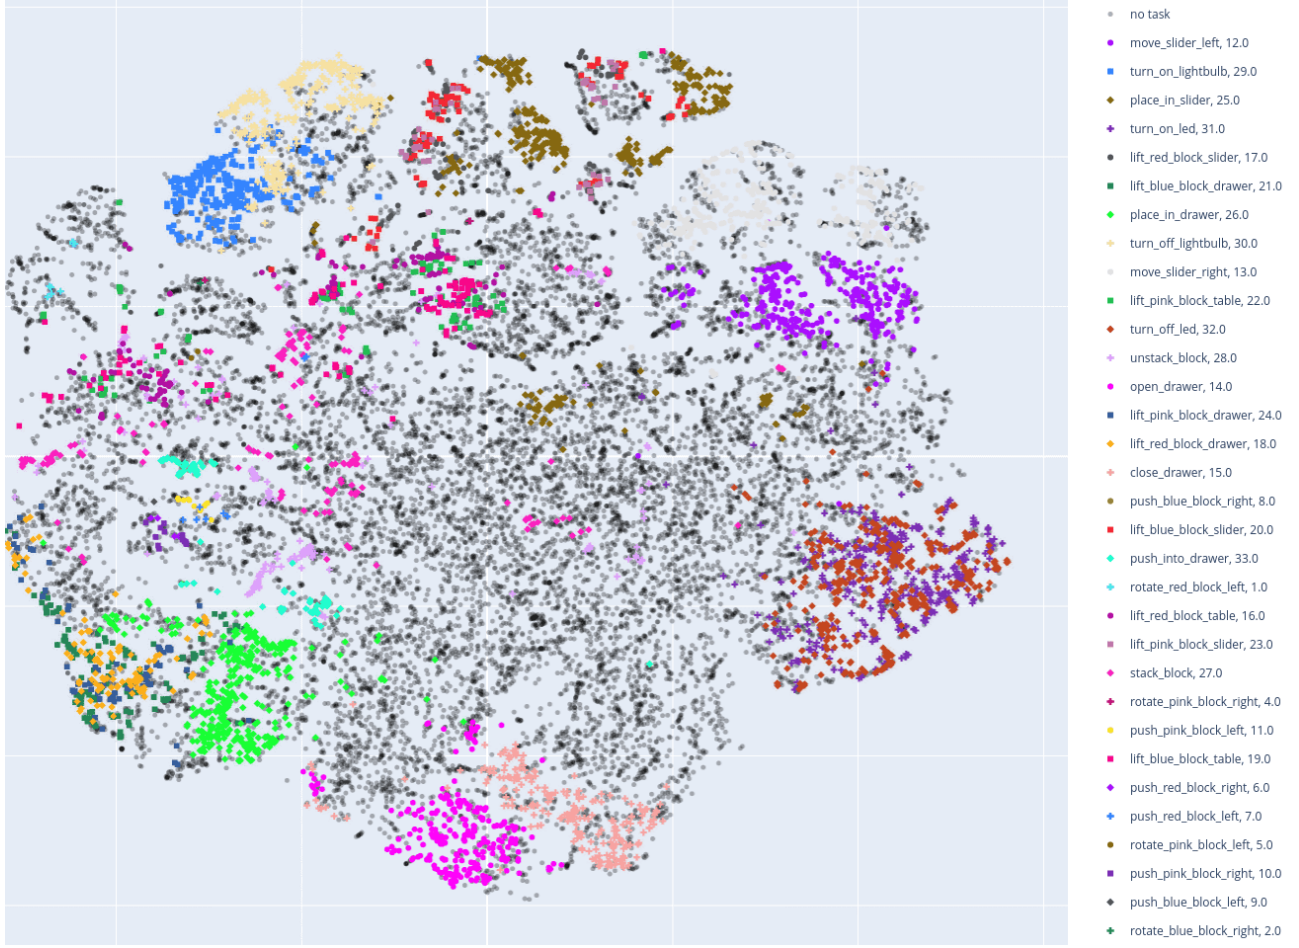 no task
move_slider_left, 12.0
turn_on_lightbulb, 29.0
place_in_slider, 25.0
turn_on_led, 31.0
lift_red_block_slider, 17.0
lift_blue_block_drawer, 21.0
place_in_drawer, 26.0
turn_off_lightbulb, 30.0
move_slider_right, 13.0
lift_pink_block_table, 22.0
turn_off_led, 32.0
unstack_block, 28.0
open_drawer, 14.0
lift_pink_block_drawer, 24.0
lift_red_block_drawer, 18.0
close_drawer, 15.0
push_blue_block_right, 8.0
lift_blue_block_slider, 20.0
push_into_drawer, 33.0
rotate_red_block_left, 1.0
lift_red_block_table, 16.0
lift_pink_block_slider, 23.0
stack_block, 27.0
rotate_pink_block_right, 4.0
push_pink_block_left, 11.0
lift_blue_block_table, 19.0
push_red_block_right, 6.0
push_red_block_left, 7.0
rotate_pink_block_left, 5.0
push_pink_block_right, 10.0
push_blue_block_left, 9.0
rotate_blue_block_right, 2.0